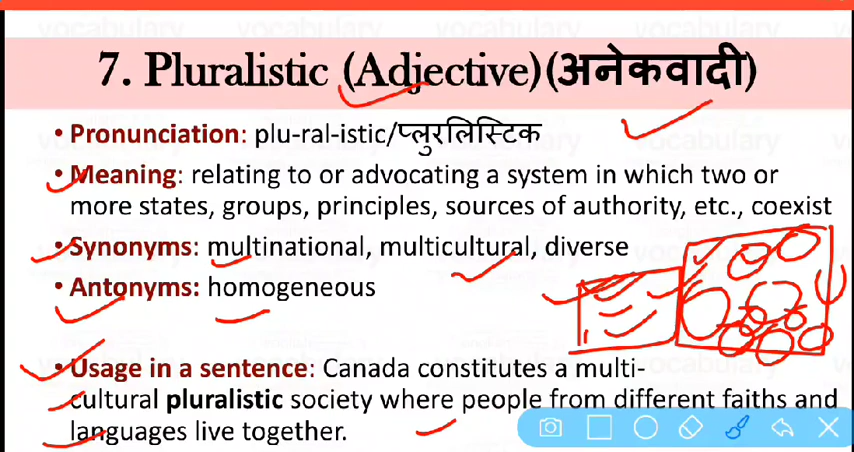 7. Pluralistic (Adjective)(अनेकवादी)
• Pronunciation: plu-ral-istic/प्लुरलिस्टिक
• Meaning: relating to or advocating a system in which two or
more states, groups, principles, sources of authority, etc., coexist
• Synonyms: multinational, multicultural, diverse
• Antonyms: homogeneous
• Usage in a sentence: Canada constitutes a multi-
cultural pluralistic society where people from different faiths and
languages live together.
vocabulary